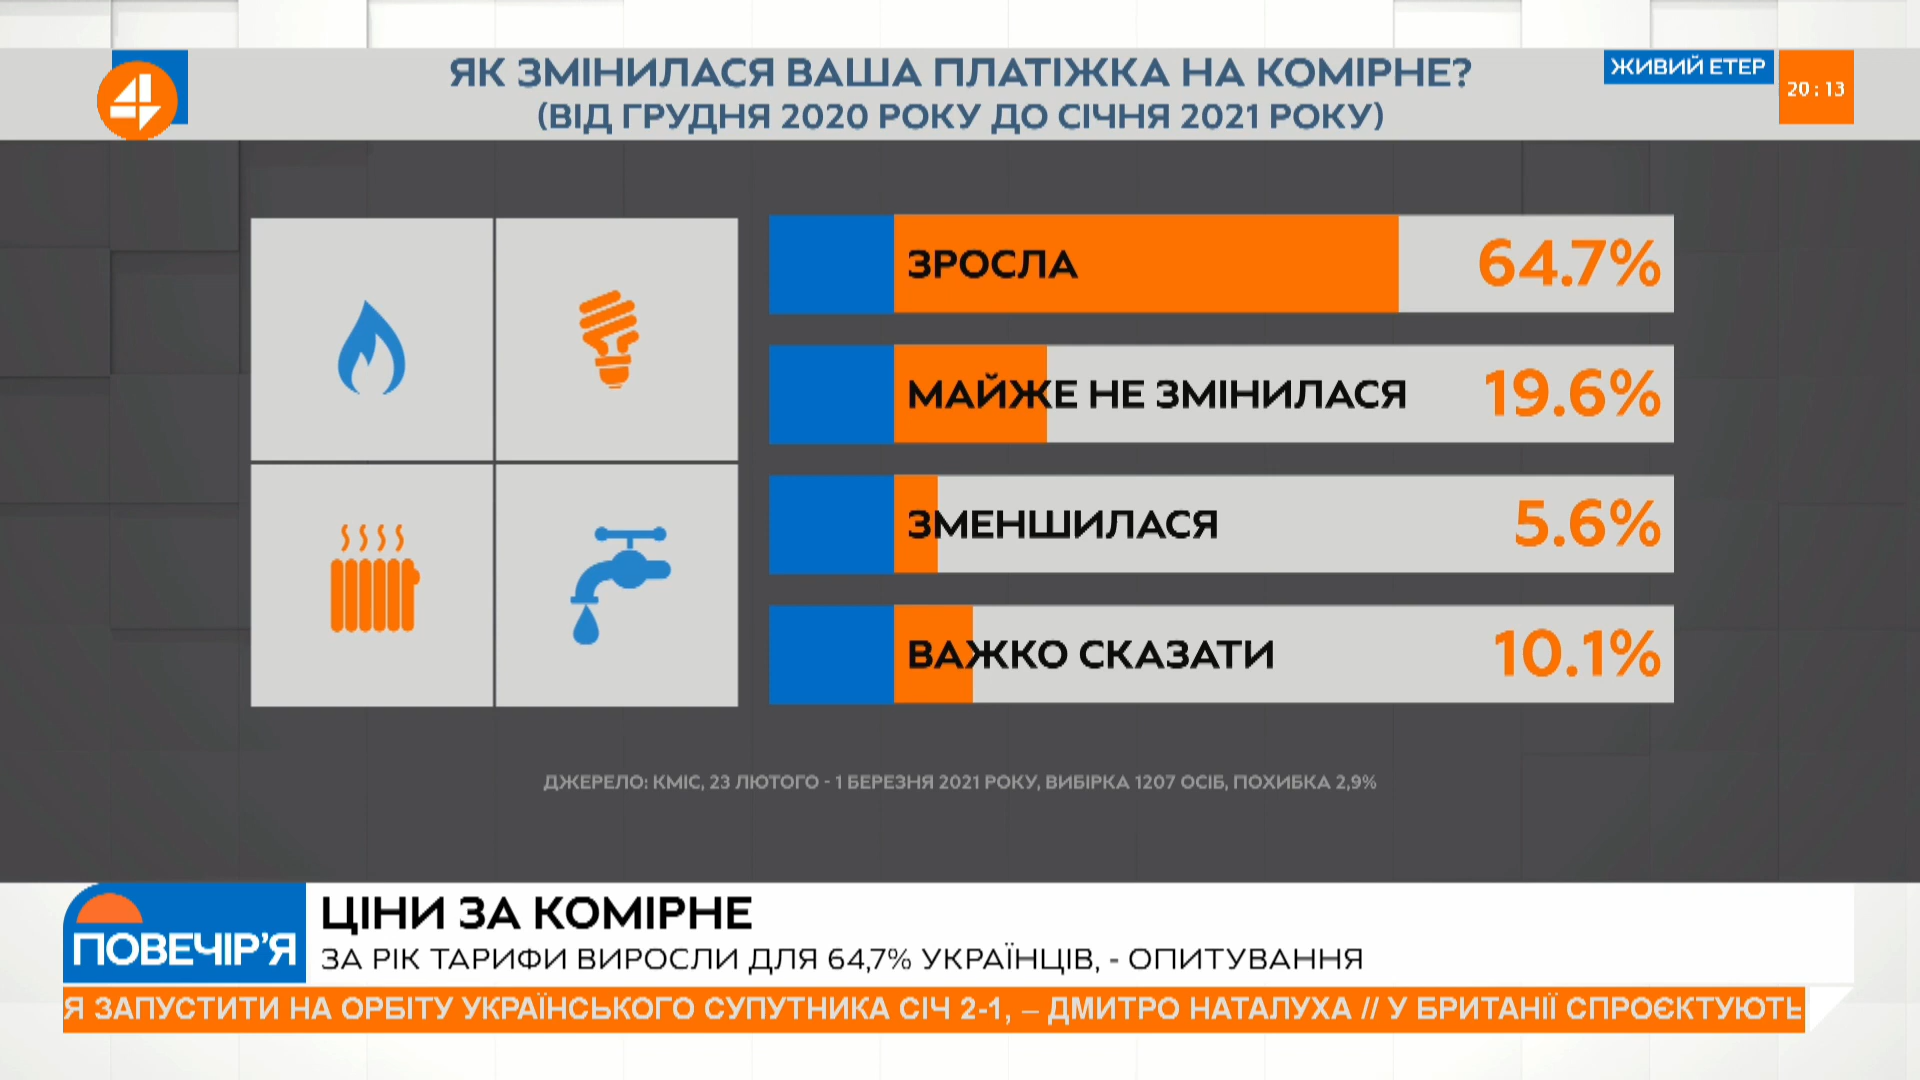 4
ЯК ЗМІНИЛАСЯ ВАША ПЛАТІЖКА НА КОМІРНЕ?
(ВІД ГРУДНЯ 2020 РОКУ ДО СІЧНЯ 2021 РОКУ)
ЖИВИЙ ЕТЕР
20:13
ЗРОСЛА 64.7%
МАЙЖЕ НЕ ЗМІНИЛАСЯ 19.6%
ЗМЕНШИЛАСЯ 5.6%
ВАЖКО СКАЗАТИ 10.1%
ДЖЕРЕЛО: КМІС, 23 ЛЮТОГО - 1 БЕРЕЗНЯ 2021 РОКУ, ВИБІРКА 1207 ОСІБ, ПОХИБКА 2,9%
ПОВЕЧІР’Я
ЦІНИ ЗА КОМІРНЕ
ЗА РІК ТАРИФИ ВИРОСЛИ ДЛЯ 64,7% УКРАЇНЦІВ, - ОПИТУВАННЯ
Я ЗАПУСТИТИ НА ОРБІТУ УКРАЇНСЬКОГО СУПУТНИКА СІЧ 2-1, – ДМИТРО НАТАЛУХА // У БРИТАНІЇ СПРОЄКТУЮТЬ